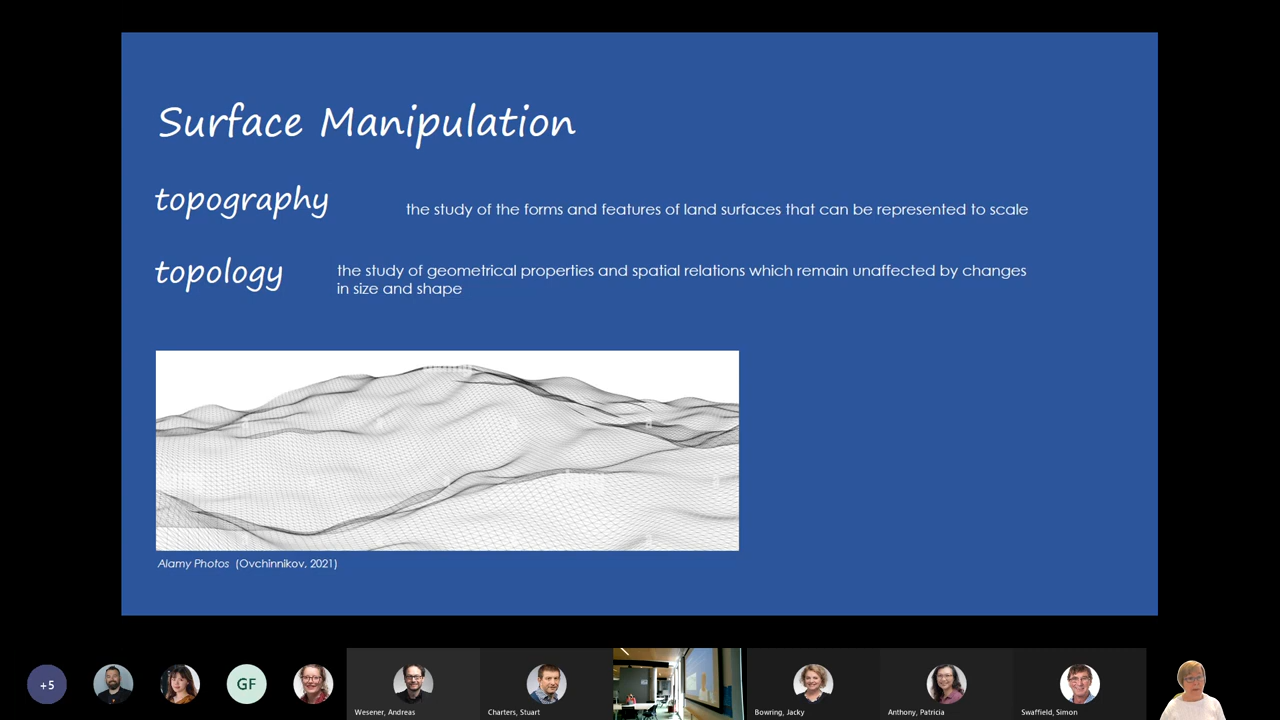 Surface Manipulation
topography
the study of the forms and features of land surfaces that can be represented to scale
topology
the study of geometrical properties and spatial relations which remain unaffected by changes
in size and shape
Alamy Photos (Ovchinnikov, 2021)
+5
GF
Wesener, Andreas
Charters, Stuart
Bowring, Jacky
Anthony, Patricia
Swaffield, Simon